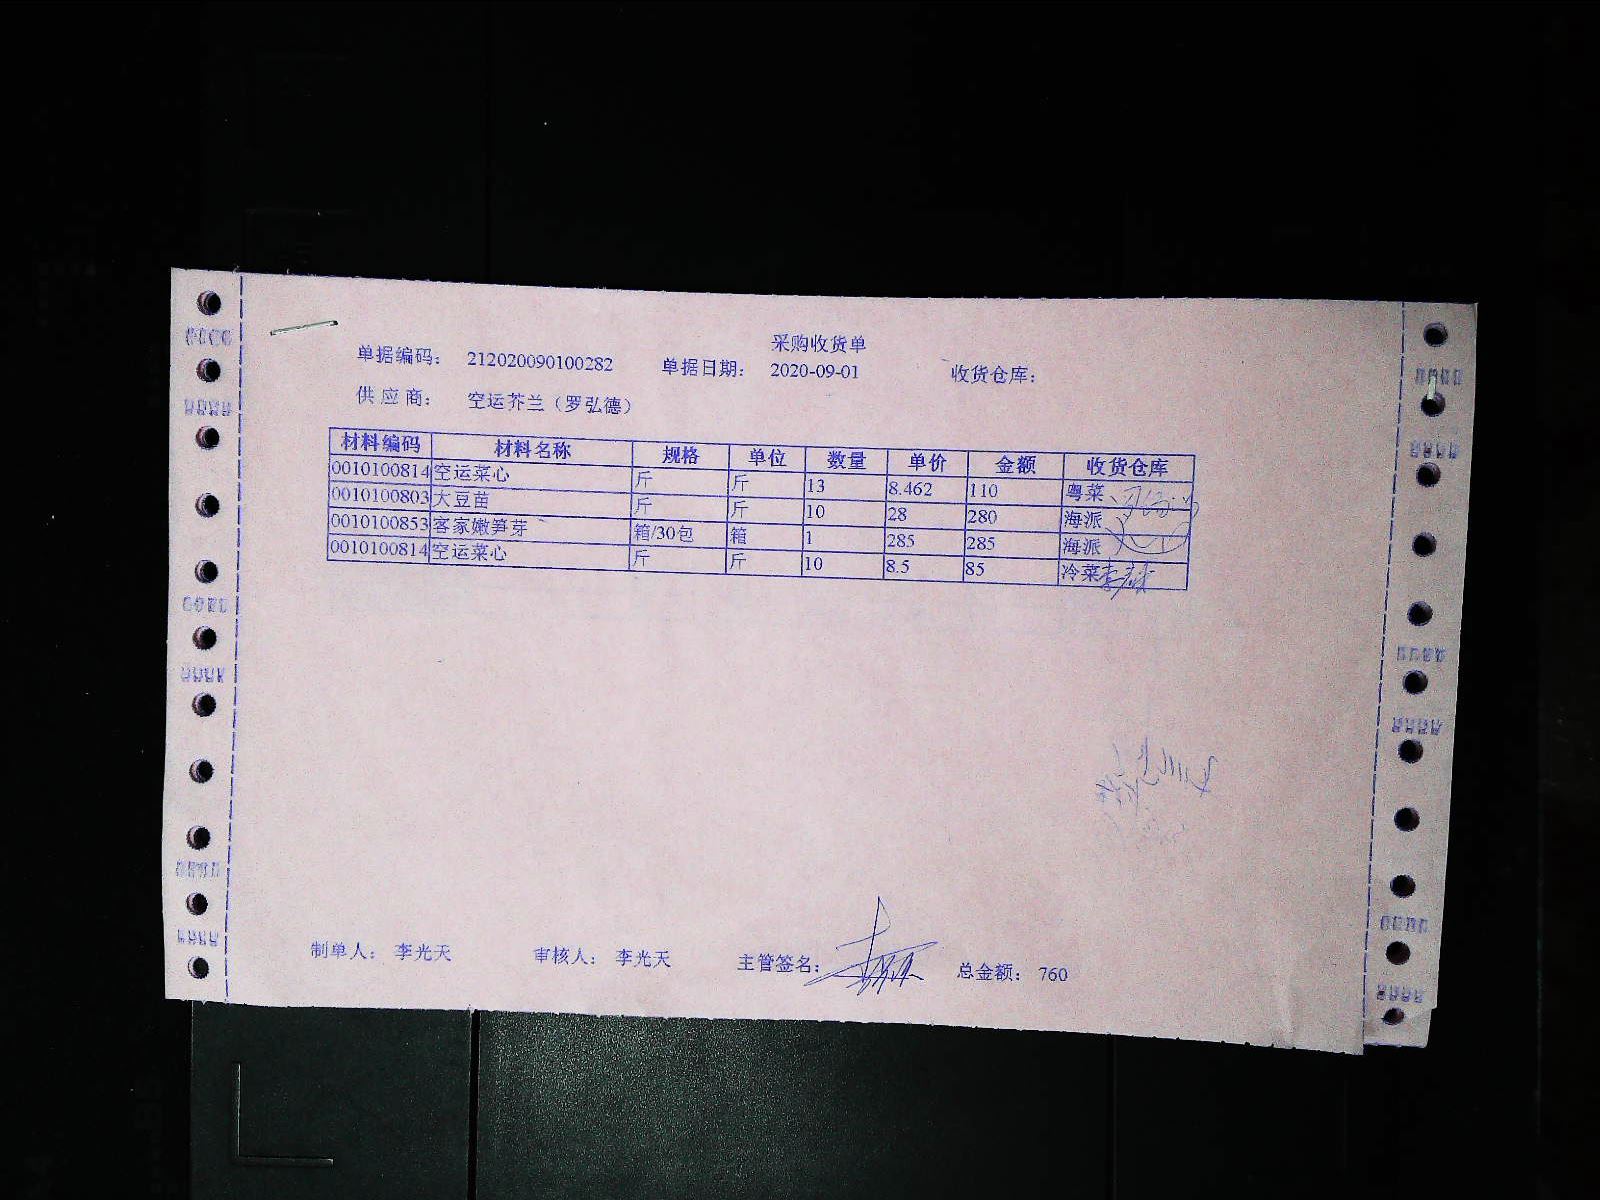 采购收货单
单据编码： 212020090100282 单据日期： 2020-09-01 收货仓库：
供 应 商： 空运芥兰（罗弘德）
材料编码 材料名称 规格 单位 数量 单价 金额 收货仓库
0010100814 空运菜心 斤 斤 13 8.462 110 粤菜
0010100803 大豆苗 斤 斤 10 28 280 海派
0010100853 客家嫩笋芽 箱/30包 箱 1 285 285 海派
0010100814 空运菜心 斤 斤 10 8.5 85 冷菜
制单人： 李光天 审核人： 李光天 主管签名： 总金额： 760